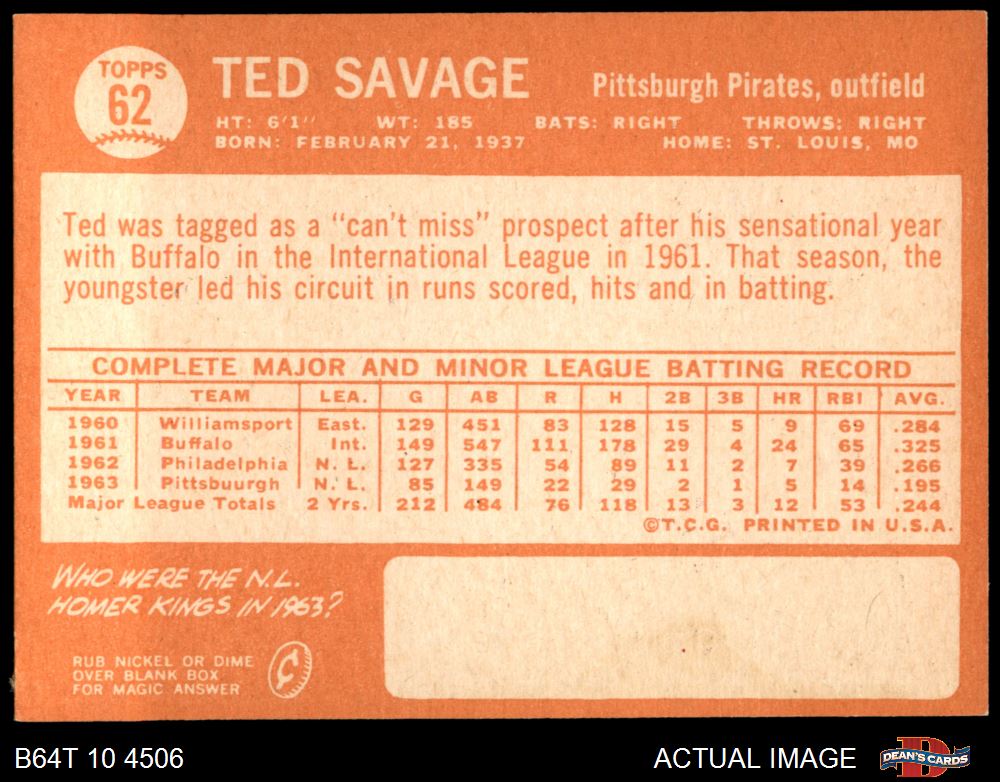 TOPPS
62
TED SAVAGE
Pittsburgh Pirates, outfield
HT: 6'1" WT: 185 BATS: RIGHT THROWS: RIGHT
BORN: FEBRUARY 21, 1937 HOME: ST. LOUIS, MO
Ted was tagged as a "can't miss" prospect after his sensational year
with Buffalo in the International League in 1961. That season, the
youngster led his circuit in runs scored, hits and in batting.
COMPLETE MAJOR AND MINOR LEAGUE BATTING RECORD
YEAR TEAM LEA. G AB R H 2B 3B HR RBI AVG.
1960 Williamsport East. 129 451 83 128 15 5 9 69 .284
1961 Buffalo Int. 149 547 111 178 29 4 24 65 .325
1962 Philadelphia N. L. 127 335 54 89 11 2 7 39 .266
1963 Pittsbuurgh N. L. 85 149 22 29 2 1 5 14 .195
Major League Totals 2 Yrs. 212 484 76 118 13 3 12 53 .244
©T.C.G. PRINTED IN U.S.A.
WHO WERE THE N.L.
HOMER KINGS IN 1963?
RUB NICKEL OR DIME
OVER BLANK BOX
FOR MAGIC ANSWER
¢
B64T 10 4506
ACTUAL IMAGE
D
DEAN'S CARDS